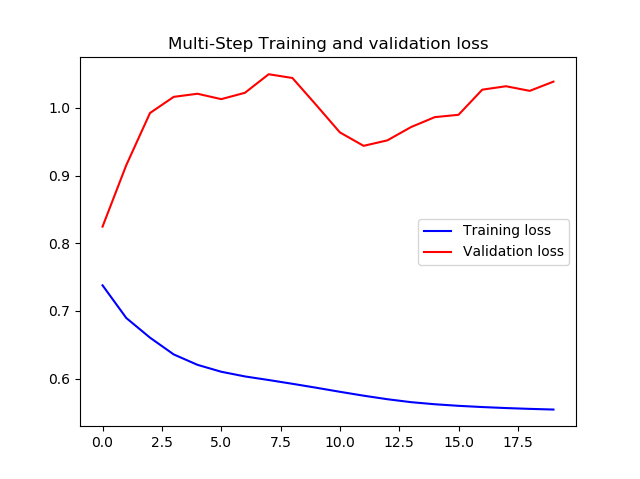 Multi-Step Training and validation loss
1.0
0.9
0.8
0.7
0.6
Training loss
Validation loss
0.0 2.5 5.0 7.5 10.0 12.5 15.0 17.5